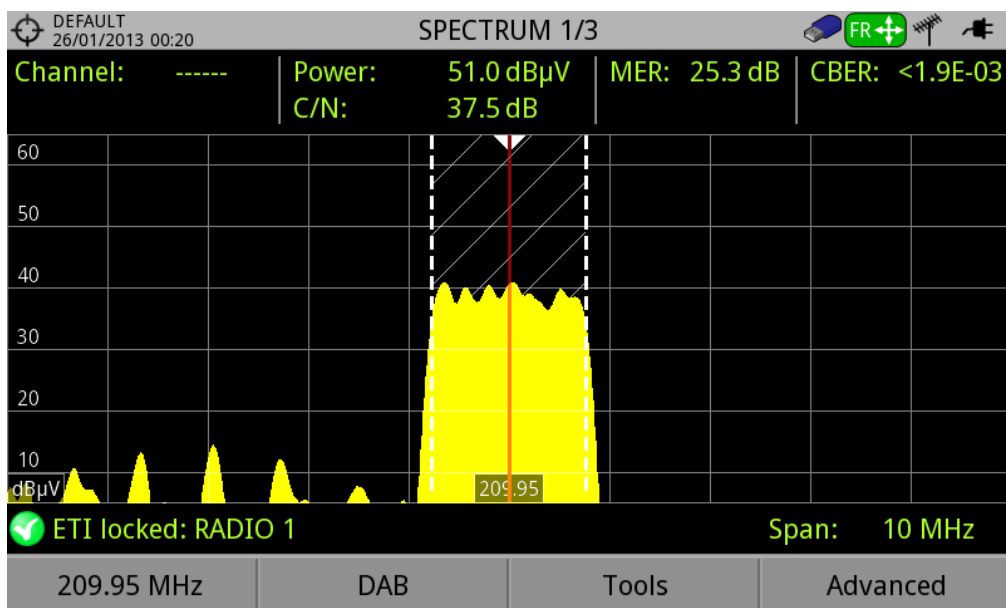 DEFAULT
26/01/2013 00:20
SPECTRUM 1/3
FR
Channel: ------
Power: 51.0 dBµV
MER: 25.3 dB
CBER: <1.9E-03
C/N: 37.5 dB
60
50
40
30
20
10
dBµV
209.95
ETI locked: RADIO 1
Span: 10 MHz
209.95 MHz
DAB
Tools
Advanced